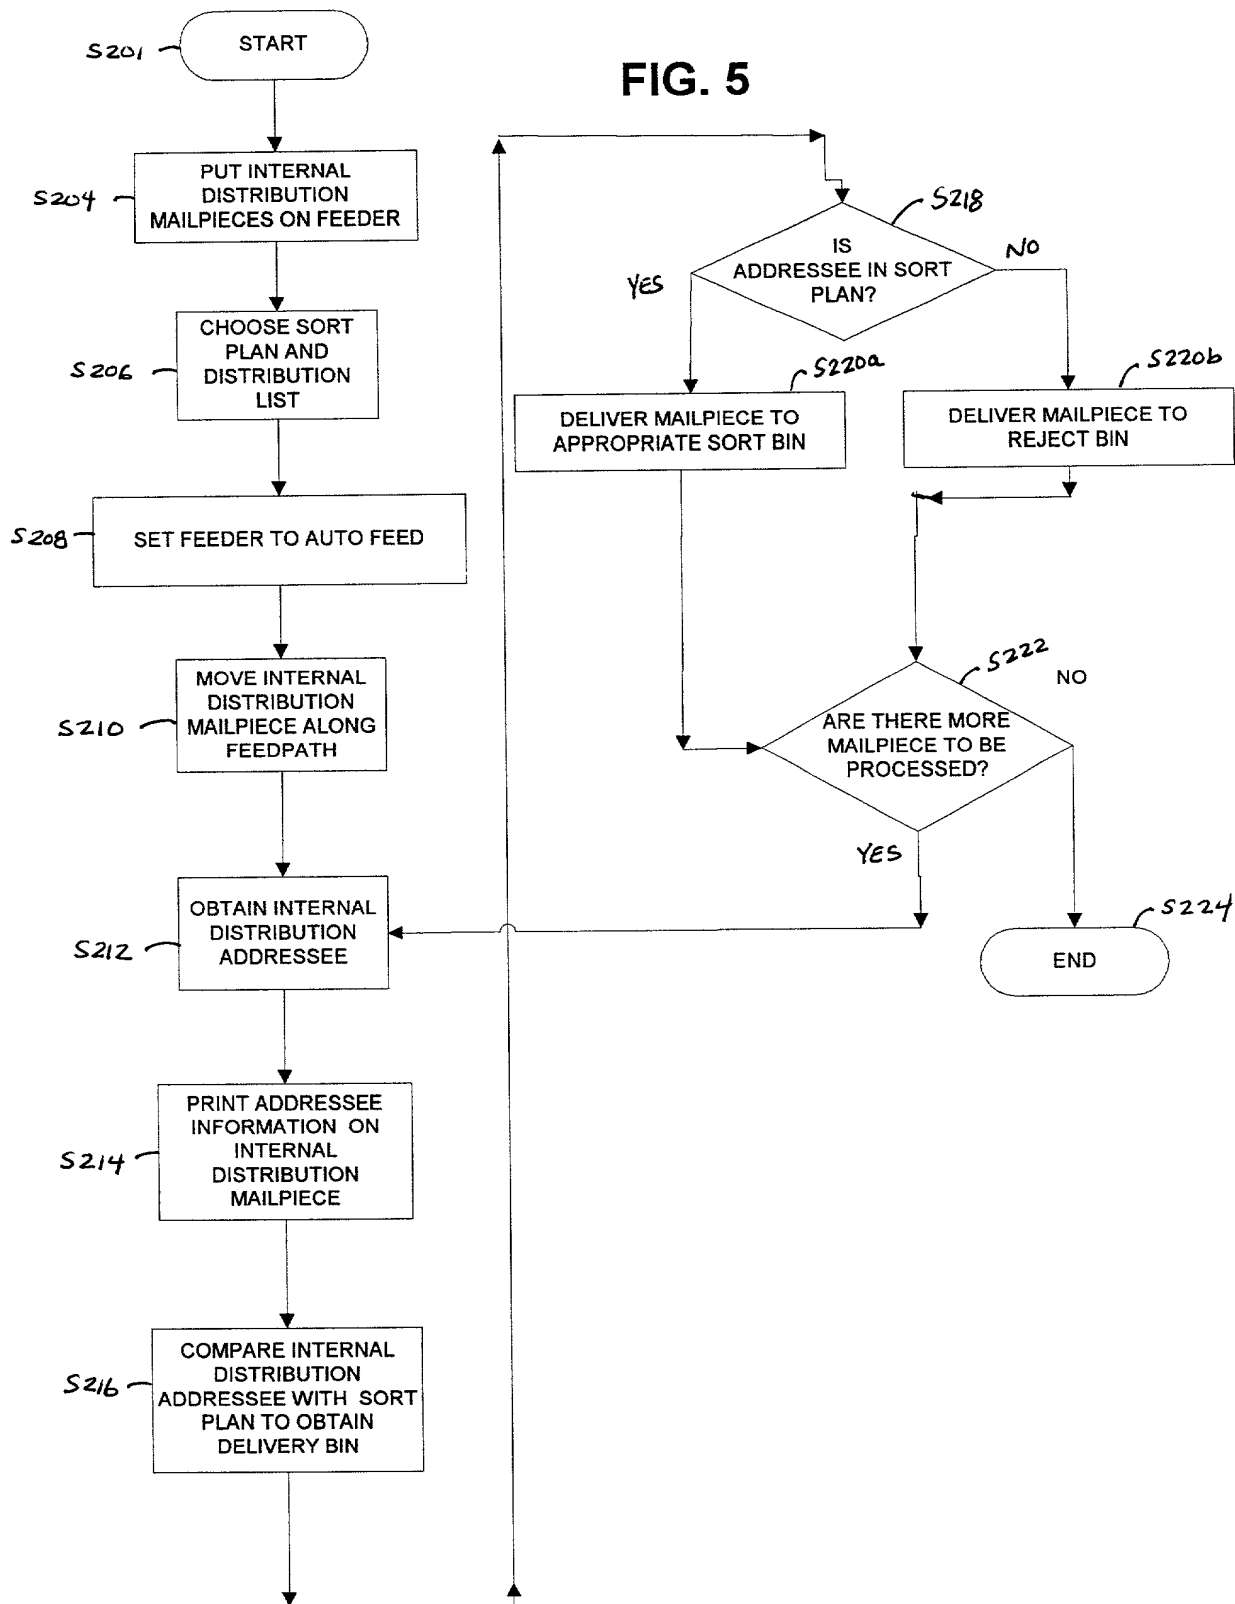 FIG. 5
S201
START
S204
PUT INTERNAL
DISTRIBUTION
MAILPIECES ON FEEDER
S206
CHOOSE SORT
PLAN AND
DISTRIBUTION
LIST
S208
SET FEEDER TO AUTO FEED
S210
MOVE INTERNAL
DISTRIBUTION
MAILPIECE ALONG
FEEDPATH
S212
OBTAIN INTERNAL
DISTRIBUTION
ADDRESSEE
S214
PRINT ADDRESSEE
INFORMATION ON
INTERNAL
DISTRIBUTION
MAILPIECE
S216
COMPARE INTERNAL
DISTRIBUTION
ADDRESSEE WITH SORT
PLAN TO OBTAIN
DELIVERY BIN
S218
IS
ADDRESSEE IN SORT
PLAN?
YES
NO
S220a
DELIVER MAILPIECE TO
APPROPRIATE SORT BIN
S220b
DELIVER MAILPIECE TO
REJECT BIN
S222
NO
ARE THERE MORE
MAILPIECE TO BE
PROCESSED?
YES
S224
END